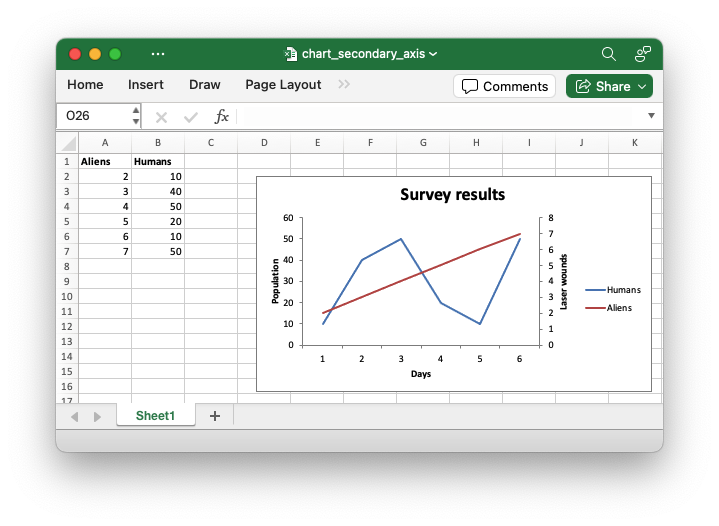 ... chart_secondary_axis
Home Insert Draw Page Layout >> Comments Share
O26 fx
A B C D E F G H I J K
1 Aliens Humans
2 2 10
3 3 40
4 4 50
5 5 20
6 6 10
7 7 50
8
9
10
11
12
13
14
15
16
17
Survey results
Population
60
50
40
30
20
10
0
8
7
6
5
4
3
2
1
0
Laser wounds
Humans
Aliens
1 2 3 4 5 6
Days
Sheet1 +